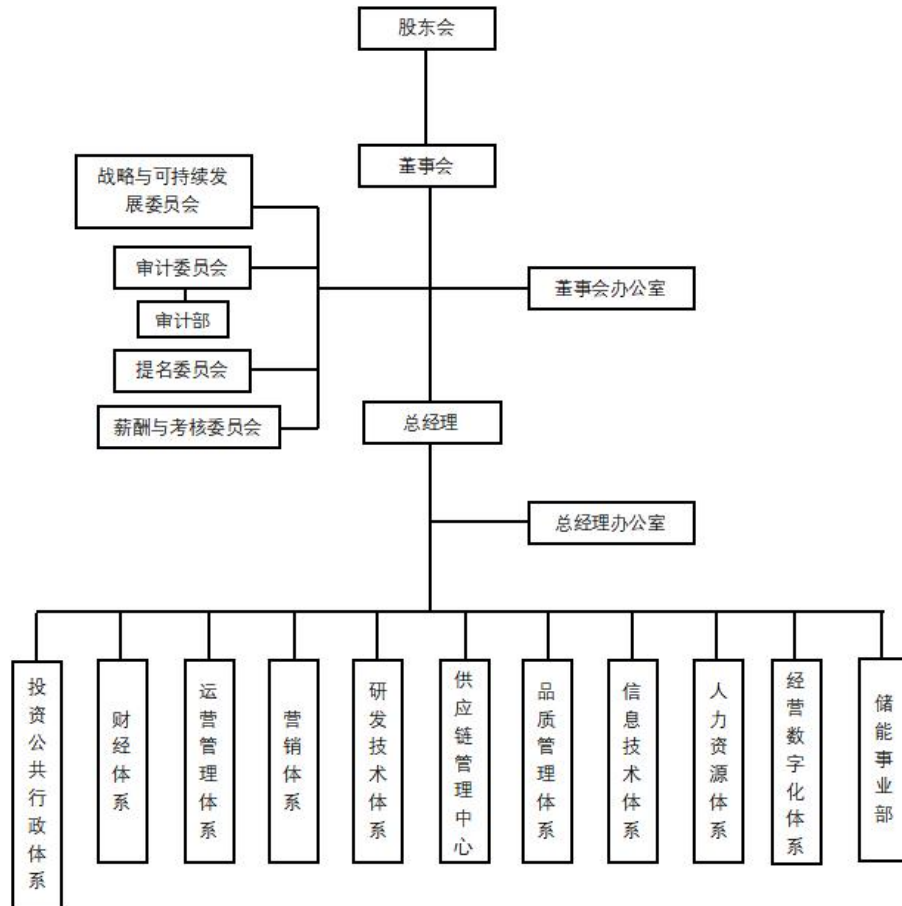 股东会
董事会
战略与可持续发
展委员会
审计委员会
董事会办公室
审计部
提名委员会
薪酬与考核委员会
总经理
总经理办公室
投资公共行政体系
财经体系
运营管理体系
营销体系
研发技术体系
供应链管理中心
品质管理体系
信息技术体系
人力资源体系
经营数字化体系
储能事业部